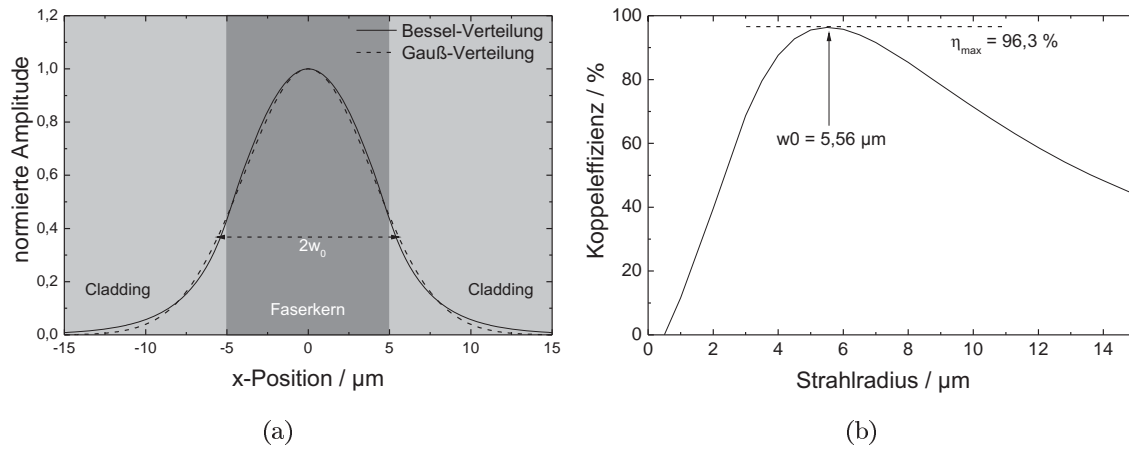 1,2
1,0
0,8
0,6
0,4
0,2
0,0
normierte Amplitude
Bessel-Verteilung
Gauß-Verteilung
2w0
Cladding
Faserkern
Cladding
-15 -10 -5 0 5 10 15
x-Position / µm
(a)
100
80
60
40
20
0
Koppeleffizienz / %
ηmax = 96,3 %
w0 = 5,56 µm
0 2 4 6 8 10 12 14
Strahlradius / µm
(b)